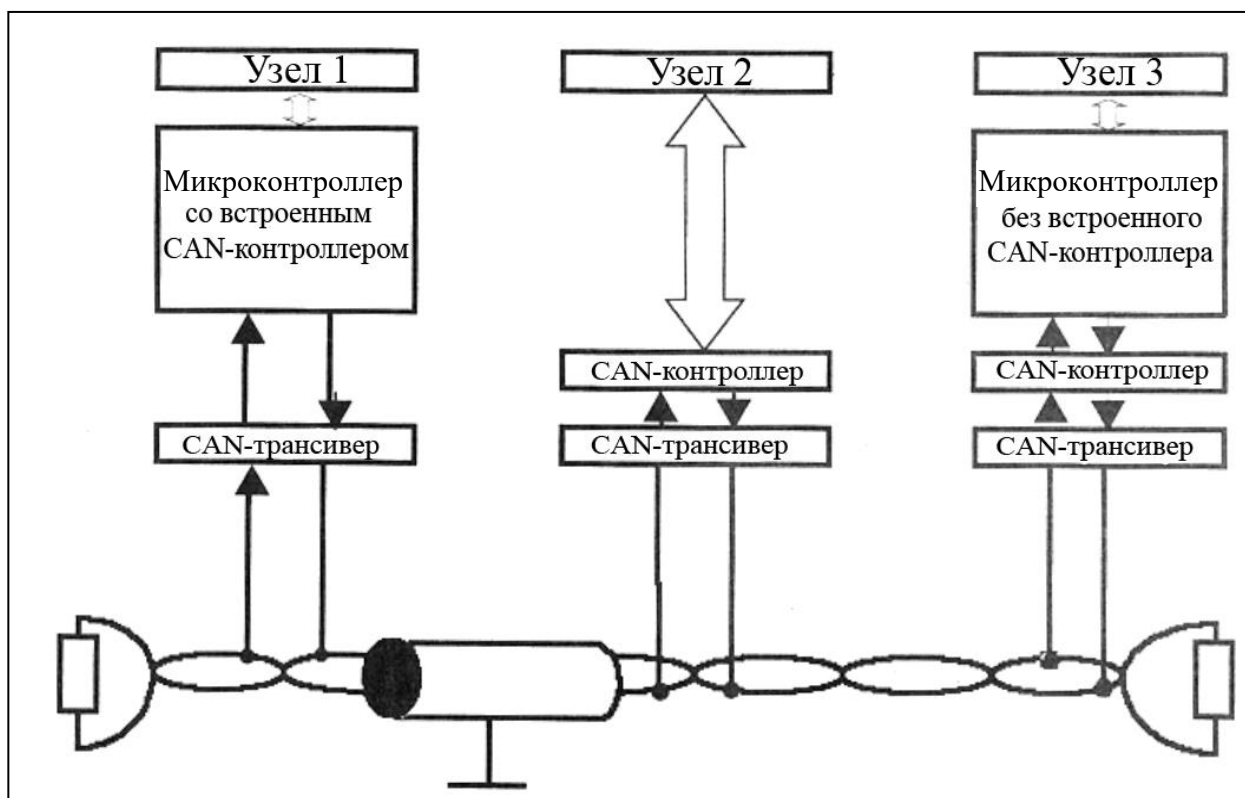 Узел 1
Узел 2
Узел 3
Микроконтроллер
со встроенным
CAN-контроллером
Микроконтроллер
без встроенного
CAN-контроллера
CAN-контроллер
CAN-контроллер
CAN-трансивер
CAN-трансивер
CAN-трансивер